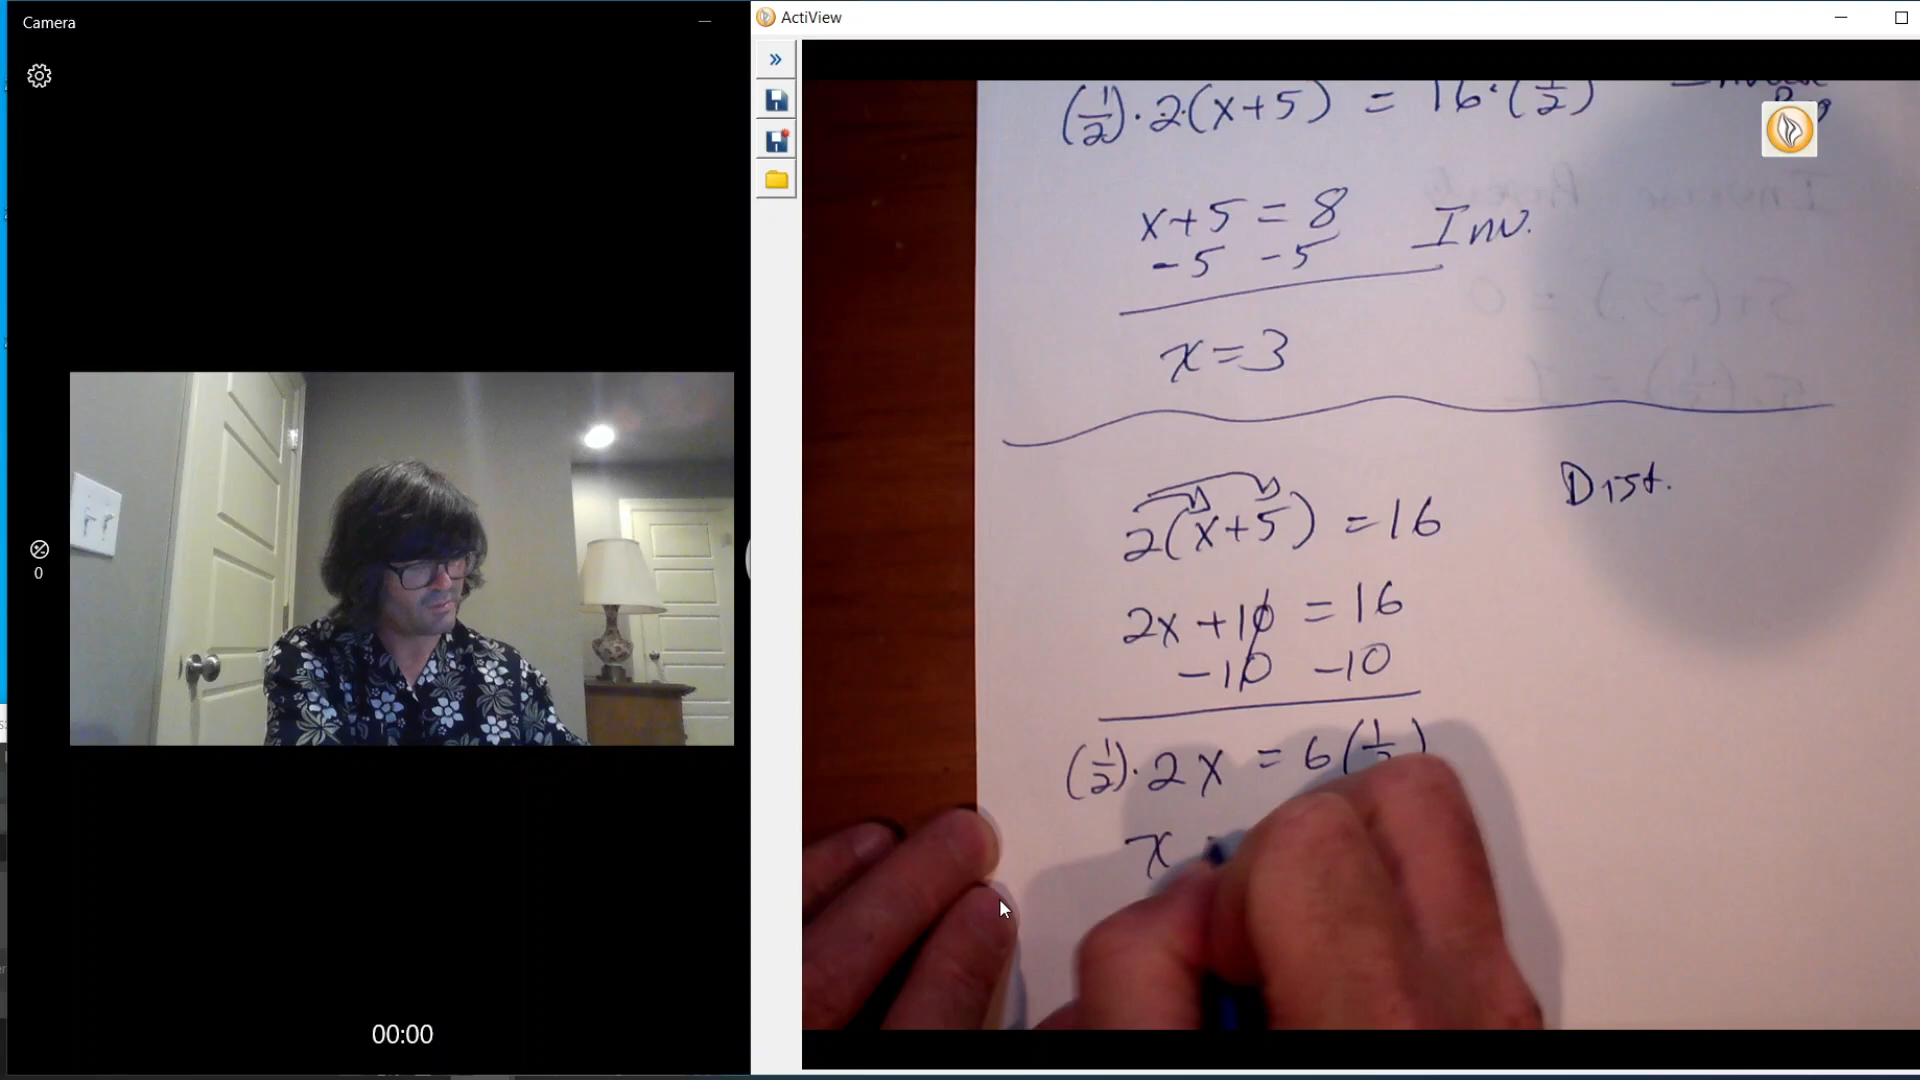 Camera
ActiView
(1/2)·2·(x+5) = 16·(1/2)
x+5 = 8 Inv.
-5 -5
x=3
Dist.
2(x+5) = 16
2x +10 = 16
-10 -10
(1/2)·2x = 6(1/2)
x
0
00:00